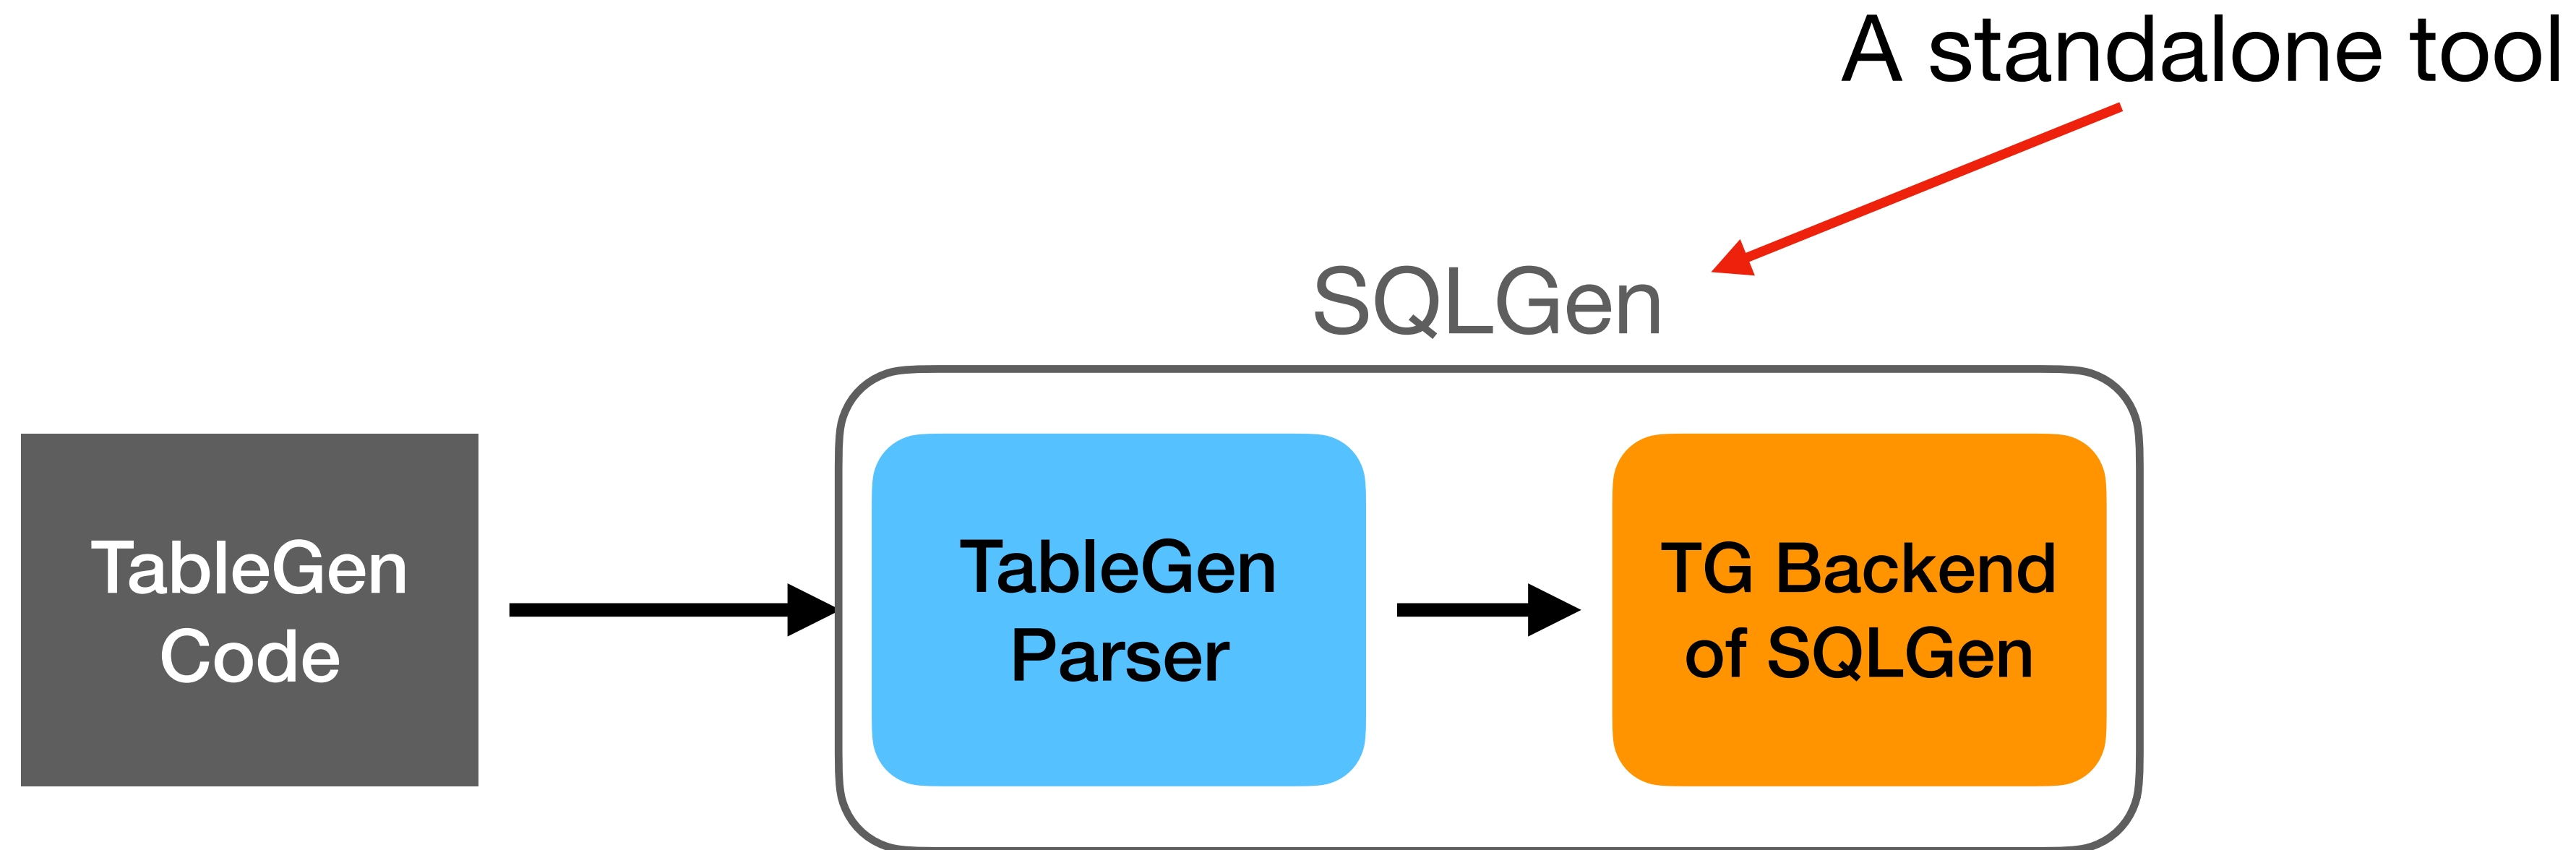 A standalone tool
SQLGen
TableGen
Code
TableGen
Parser
TG Backend
of SQLGen